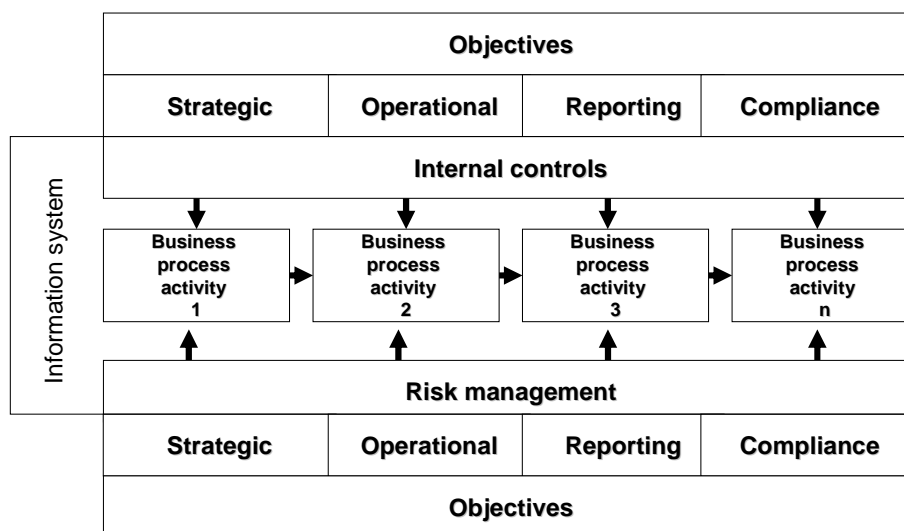 Objectives
Strategic
Operational
Reporting
Compliance
Information system
Internal controls
Business
process
activity
1
Business
process
activity
2
Business
process
activity
3
Business
process
activity
n
Risk management
Strategic
Operational
Reporting
Compliance
Objectives